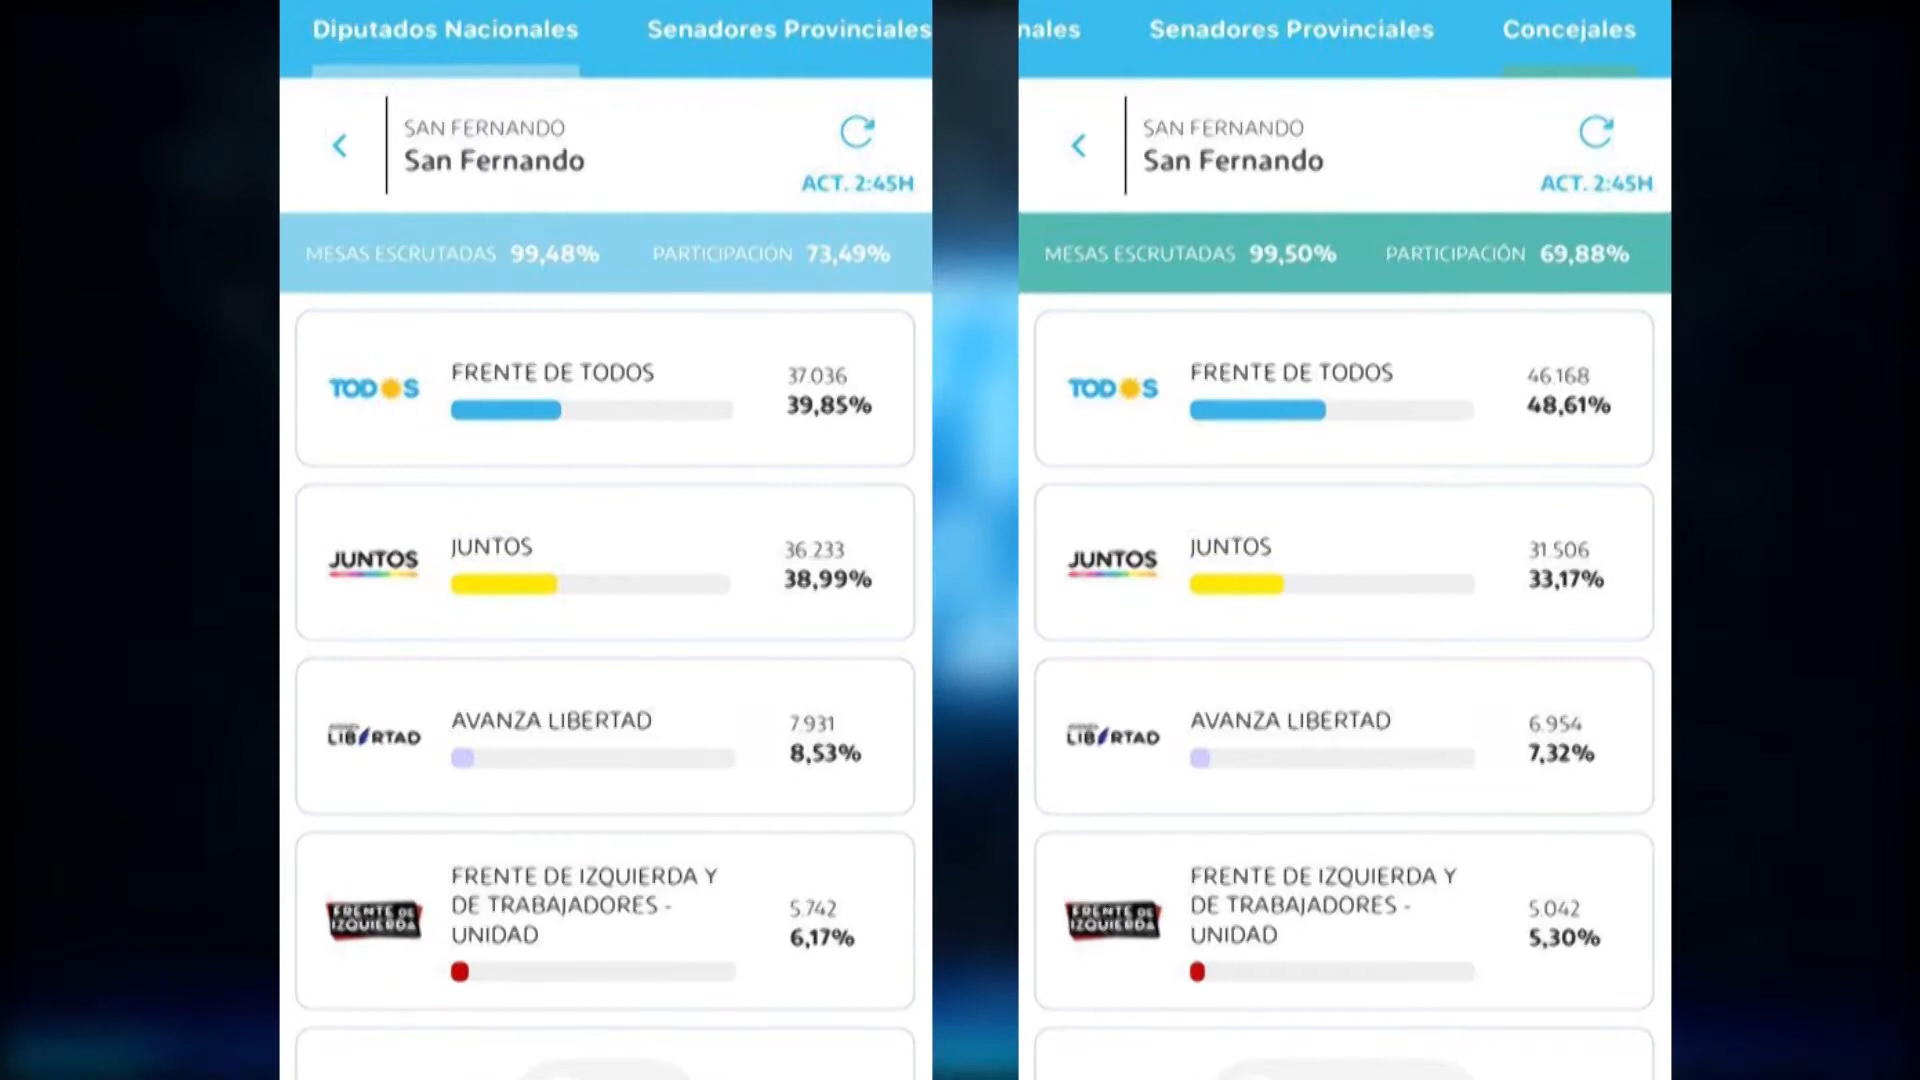 Diputados Nacionales
Senadores Provinciales
SAN FERNANDO
San Fernando
ACT. 2:45H
MESAS ESCRUTADAS 99,48%
PARTICIPACIÓN 73,49%
TODOS
FRENTE DE TODOS
37.036
39,85%
JUNTOS
JUNTOS
36.233
38,99%
LIBERTAD
AVANZA LIBERTAD
7.931
8,53%
FRENTE DE
IZQUIERDA
FRENTE DE IZQUIERDA Y
DE TRABAJADORES -
UNIDAD
5.742
6,17%
nales
Senadores Provinciales
Concejales
SAN FERNANDO
San Fernando
ACT. 2:45H
MESAS ESCRUTADAS 99,50%
PARTICIPACIÓN 69,88%
TODOS
FRENTE DE TODOS
46.168
48,61%
JUNTOS
JUNTOS
31.506
33,17%
LIBERTAD
AVANZA LIBERTAD
6.954
7,32%
FRENTE DE
IZQUIERDA
FRENTE DE IZQUIERDA Y
DE TRABAJADORES -
UNIDAD
5.042
5,30%